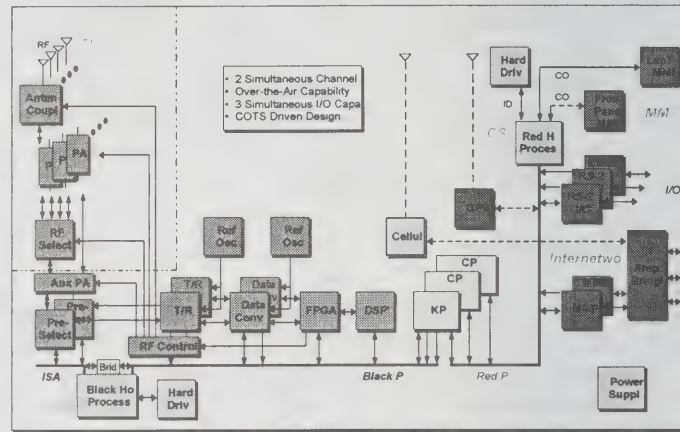 RF
Anten
Coupl
PA
RF
Select
Aux PA
Pre-
Select
ISA
Brid
Black Ho
Process
Hard
Driv
• 2 Simultaneous Channel
• Over-the-Air Capability
• 3 Simultaneous I/O Capa
• COTS Driven Design
Ref
Osc
Ref
Osc
T/R
T/R
Data
Data
Conv
FPGA
DSP
RF Control
Cellul
GPS
CP
CP
KP
Black P
Red P
Hard
Driv
IO
CO
CO
Red H
Proces
MM
I/O
Internetwo
Power
Suppl